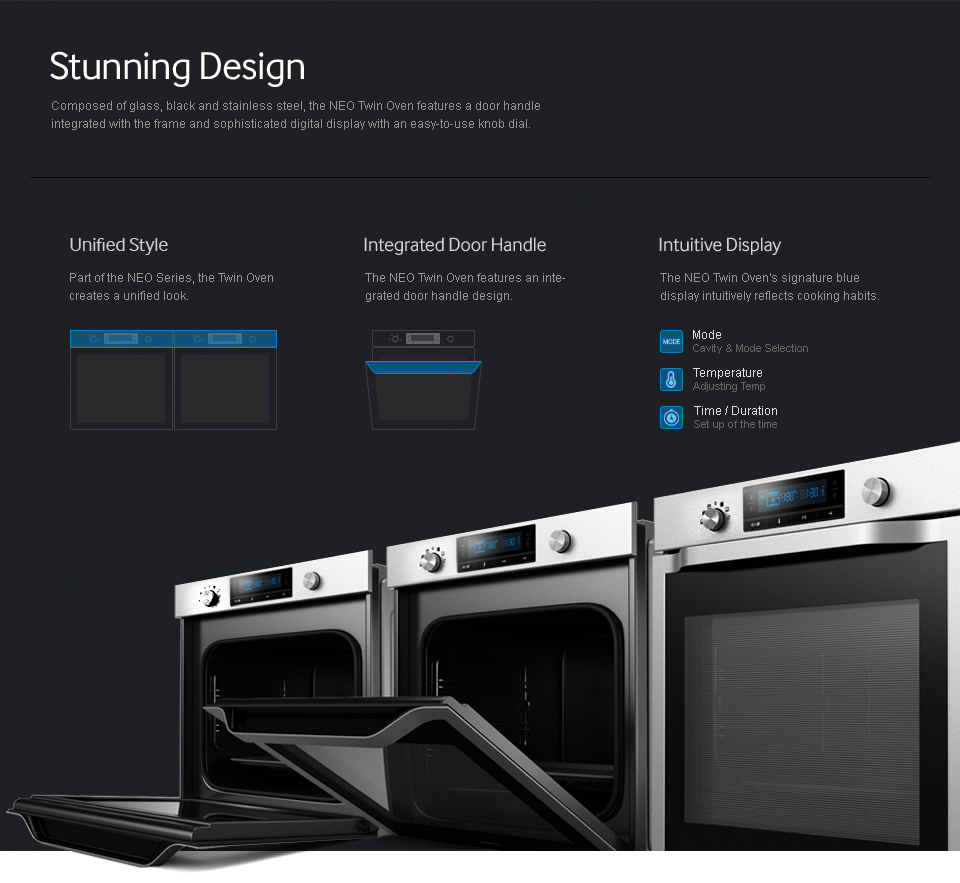 Stunning Design
Composed of glass, black and stainless steel, the NEO Twin Oven features a door handle
integrated with the frame and sophisticated digital display with an easy-to-use knob dial.
Unified Style
Part of the NEO Series, the Twin Oven
creates a unified look.
Integrated Door Handle
The NEO Twin Oven features an inte-
grated door handle design.
Intuitive Display
The NEO Twin Oven's signature blue
display intuitively reflects cooking habits.
MODE
Mode
Cavity & Mode Selection
Temperature
Adjusting Temp
Time / Duration
Set up of the time